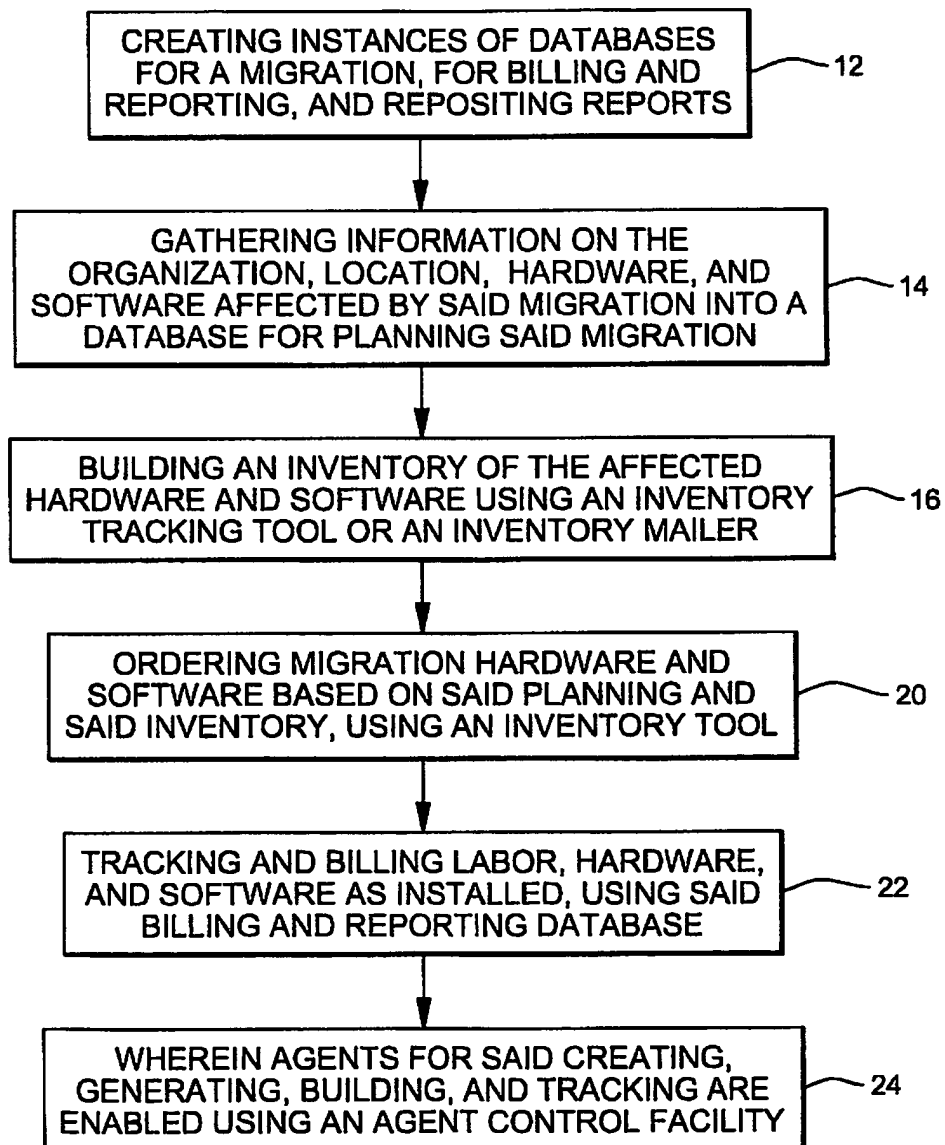 CREATING INSTANCES OF DATABASES
FOR A MIGRATION, FOR BILLING AND
REPORTING, AND REPOSITING REPORTS
12
GATHERING INFORMATION ON THE
ORGANIZATION, LOCATION, HARDWARE, AND
SOFTWARE AFFECTED BY SAID MIGRATION INTO A
DATABASE FOR PLANNING SAID MIGRATION
14
BUILDING AN INVENTORY OF THE AFFECTED
HARDWARE AND SOFTWARE USING AN INVENTORY
TRACKING TOOL OR AN INVENTORY MAILER
16
ORDERING MIGRATION HARDWARE AND
SOFTWARE BASED ON SAID PLANNING AND
SAID INVENTORY, USING AN INVENTORY TOOL
20
TRACKING AND BILLING LABOR, HARDWARE,
AND SOFTWARE AS INSTALLED, USING SAID
BILLING AND REPORTING DATABASE
22
WHEREIN AGENTS FOR SAID CREATING,
GENERATING, BUILDING, AND TRACKING ARE
ENABLED USING AN AGENT CONTROL FACILITY
24